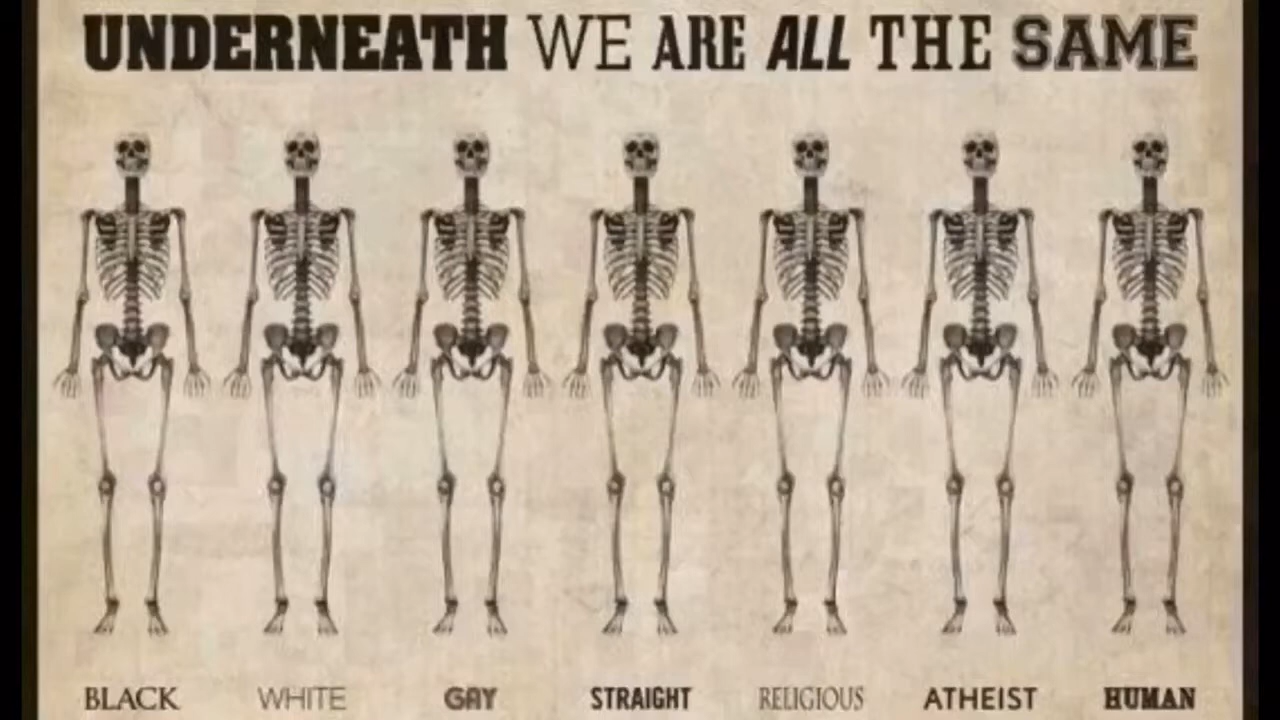 UNDERNEATH WE ARE ALL THE SAME
BLACK WHITE GAY STRAIGHT RELIGIOUS ATHEIST HUMAN